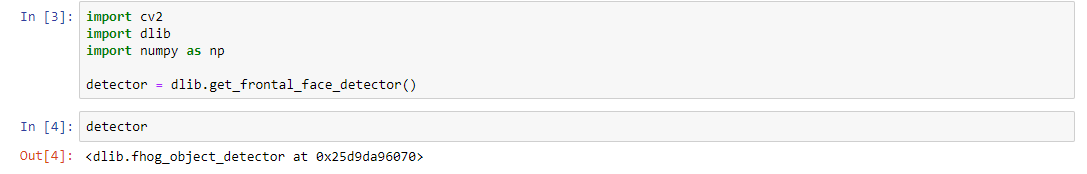 In [3]: import cv2
import dlib
import numpy as np
detector = dlib.get_frontal_face_detector()
In [4]: detector
Out[4]: <dlib.fhog_object_detector at 0x25d9da96070>